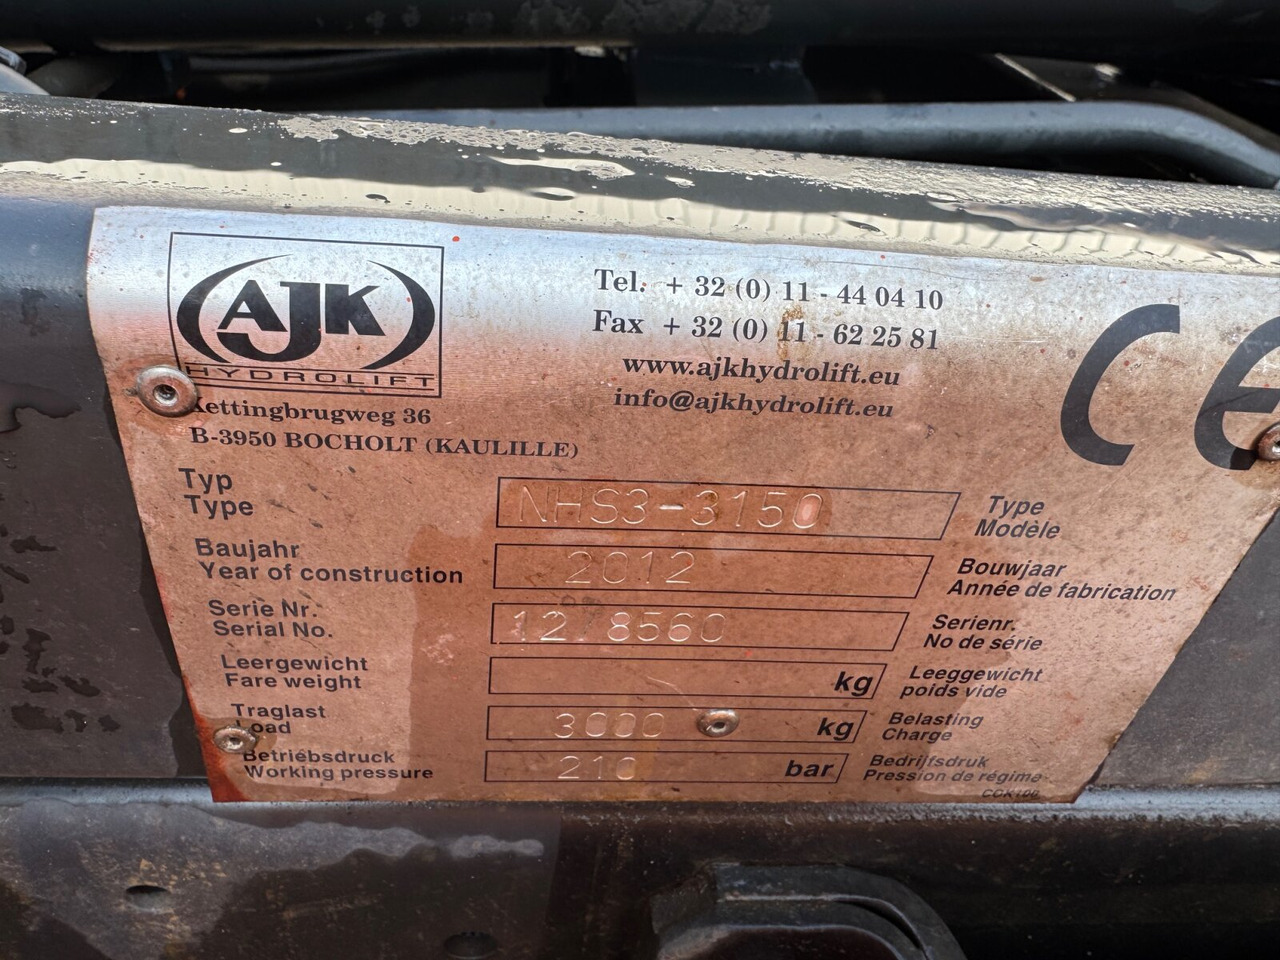 AJK
HYDROLIFT
Kettingbrugweg 36
B-3950 BOCHOLT (KAULILLE)
Tel. + 32 (0) 11 - 44 04 10
Fax + 32 (0) 11 - 62 25 81
www.ajkhydrolift.eu
info@ajkhydrolift.eu
CE
Typ
Type
NHS3-3150
Type
Modèle
Baujahr
Year of construction
2012
Bouwjaar
Année de fabrication
Serie Nr.
Serial No.
1278560
Serienr.
No de série
Leergewicht
Fare weight
kg
Leeggewicht
poids vide
Traglast
Load
3000
kg
Belasting
Charge
Betriebsdruck
Working pressure
210
bar
Bedrijfsdruk
Pression de régime